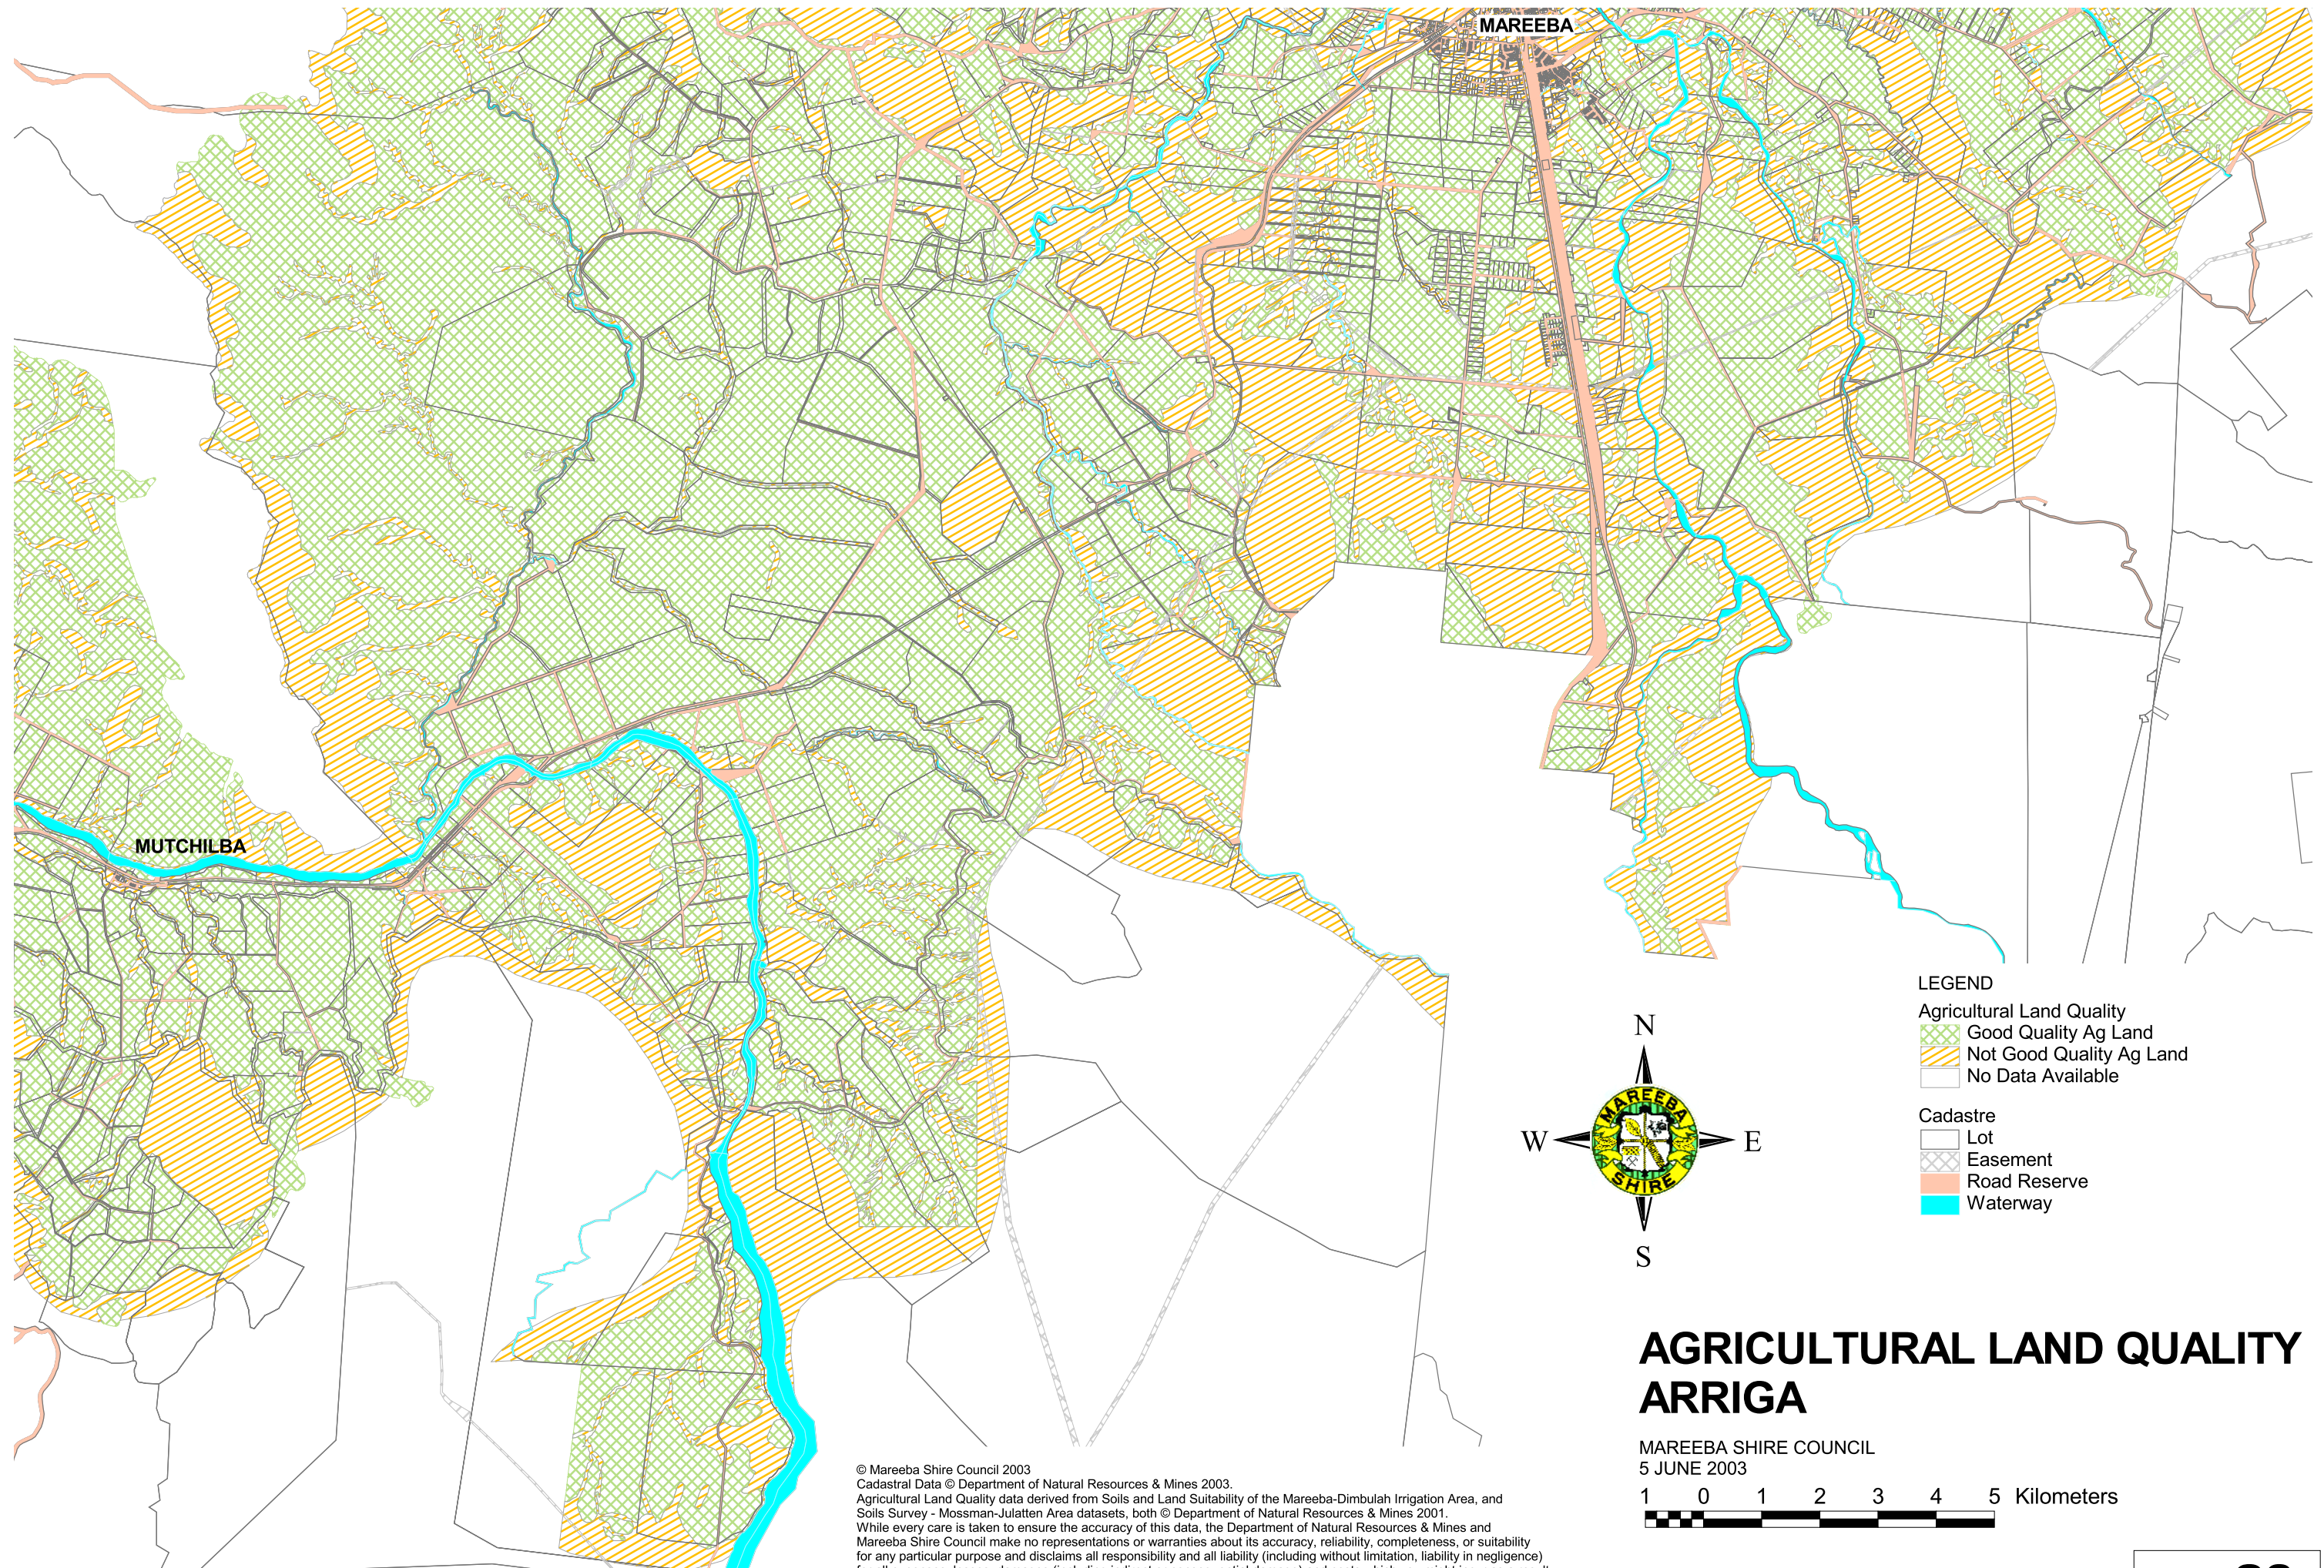 MAREEBA
MUTCHILBA
LEGEND
Agricultural Land Quality
Good Quality Ag Land
Not Good Quality Ag Land
No Data Available
Cadastre
Lot
Easement
Road Reserve
Waterway
N
W
E
S
MAREEBA
SHIRE
AGRICULTURAL LAND QUALITY
ARRIGA
MAREEBA SHIRE COUNCIL
5 JUNE 2003
1 0 1 2 3 4 5 Kilometers
© Mareeba Shire Council 2003
Cadastral Data © Department of Natural Resources & Mines 2003.
Agricultural Land Quality data derived from Soils and Land Suitability of the Mareeba-Dimbulah Irrigation Area, and
Soils Survey - Mossman-Julatten Area datasets, both © Department of Natural Resources & Mines 2001.
While every care is taken to ensure the accuracy of this data, the Department of Natural Resources & Mines and
Mareeba Shire Council make no representations or warranties about its accuracy, reliability, completeness, or suitability
for any particular purpose and disclaims all responsibility and all liability (including without limitation, liability in negligence)